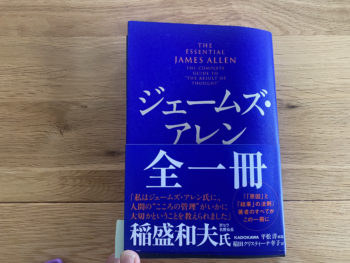 THE
ESSENTIAL
JAMES ALLEN
THE COMPLETE
GUIDE TO
"THE RESULT OF
THOUGHT"
ジェームズ・
アレン
全一冊
「私はジェームズ・アレン氏に、
人間の“こころの管理”がいかに
大切かということを教えられました」
稲盛和夫氏
「「原因」と
「結果」の法則」
著者のすべてが
この一冊に
KADOKAWA